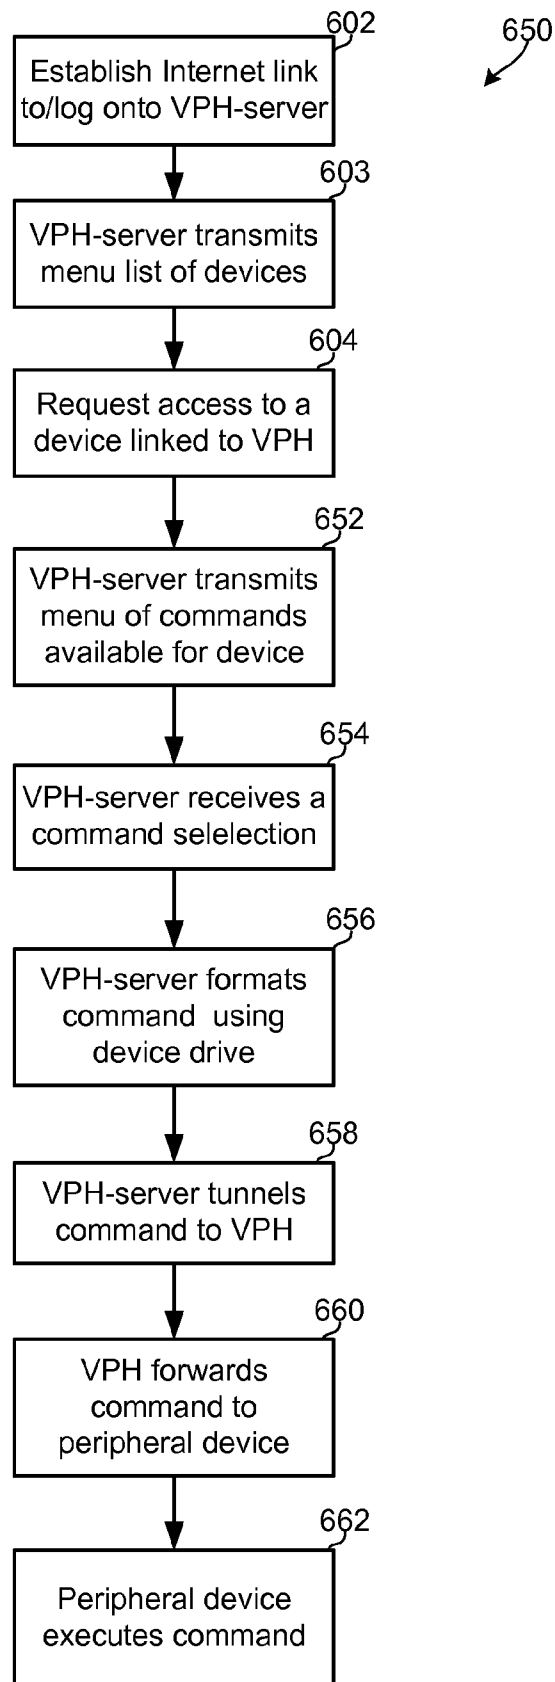 602
650
Establish Internet link
to/log onto VPH-server
603
VPH-server transmits
menu list of devices
604
Request access to a
device linked to VPH
652
VPH-server transmits
menu of commands
available for device
654
VPH-server receives a
command selelection
656
VPH-server formats
command using
device drive
658
VPH-server tunnels
command to VPH
660
VPH forwards
command to
peripheral device
662
Peripheral device
executes command